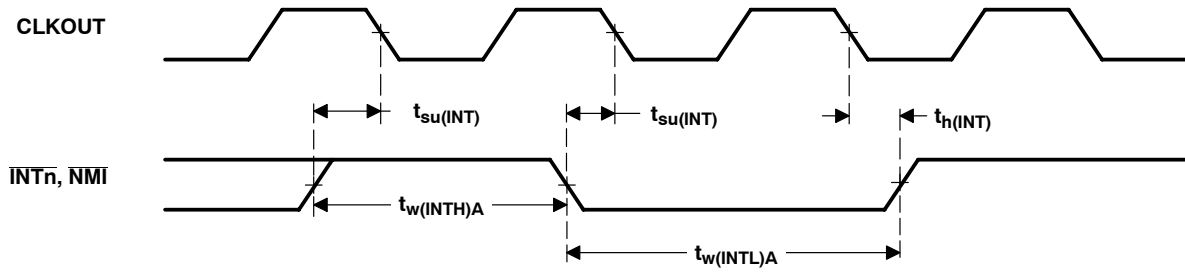 CLKOUT
tsu(INT)
tsu(INT)
th(INT)
INTn, NMI
tw(INTH)A
tw(INTL)A